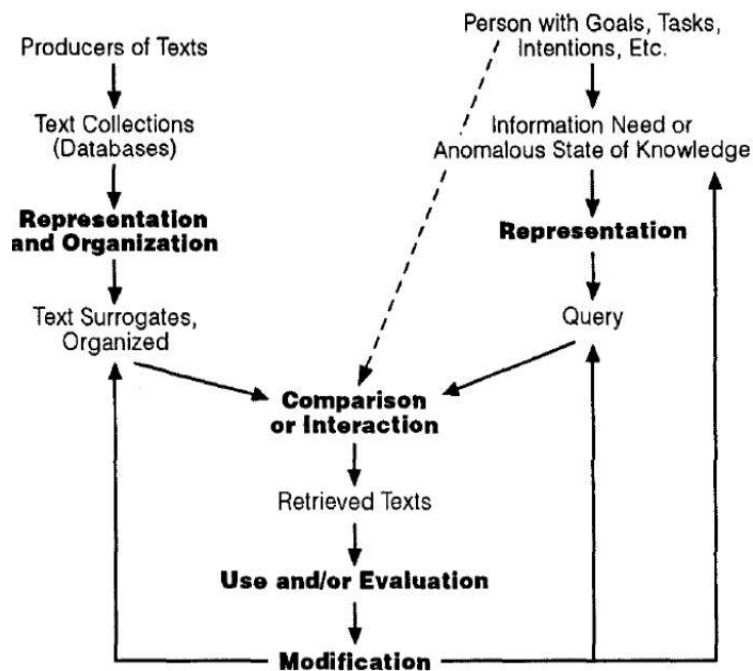 Producers of Texts
Text Collections
(Databases)
Representation
and Organization
Text Surrogates,
Organized
Person with Goals, Tasks,
Intentions, Etc.
Information Need or
Anomalous State of Knowledge
Representation
Query
Comparison
or Interaction
Retrieved Texts
Use and/or Evaluation
Modification